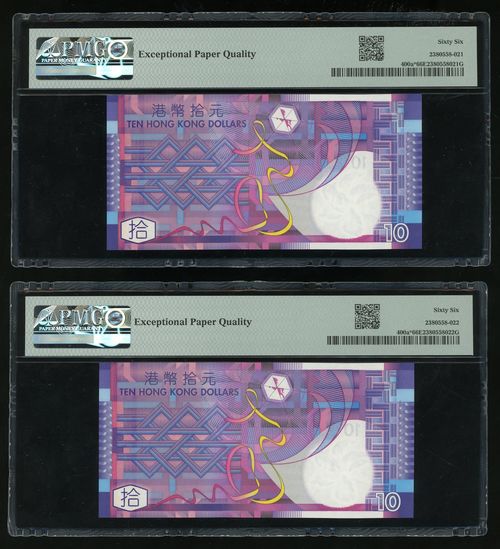 PMG
PAPER MONEY GUARANTY
Exceptional Paper Quality
Sixty Six
2380558-021
400a*66E2380558021G
港幣拾元
TEN HONG KONG DOLLARS
拾
10
PMG
PAPER MONEY GUARANTY
Exceptional Paper Quality
Sixty Six
2380558-022
400a*66E2380558022G
港幣拾元
TEN HONG KONG DOLLARS
拾
10